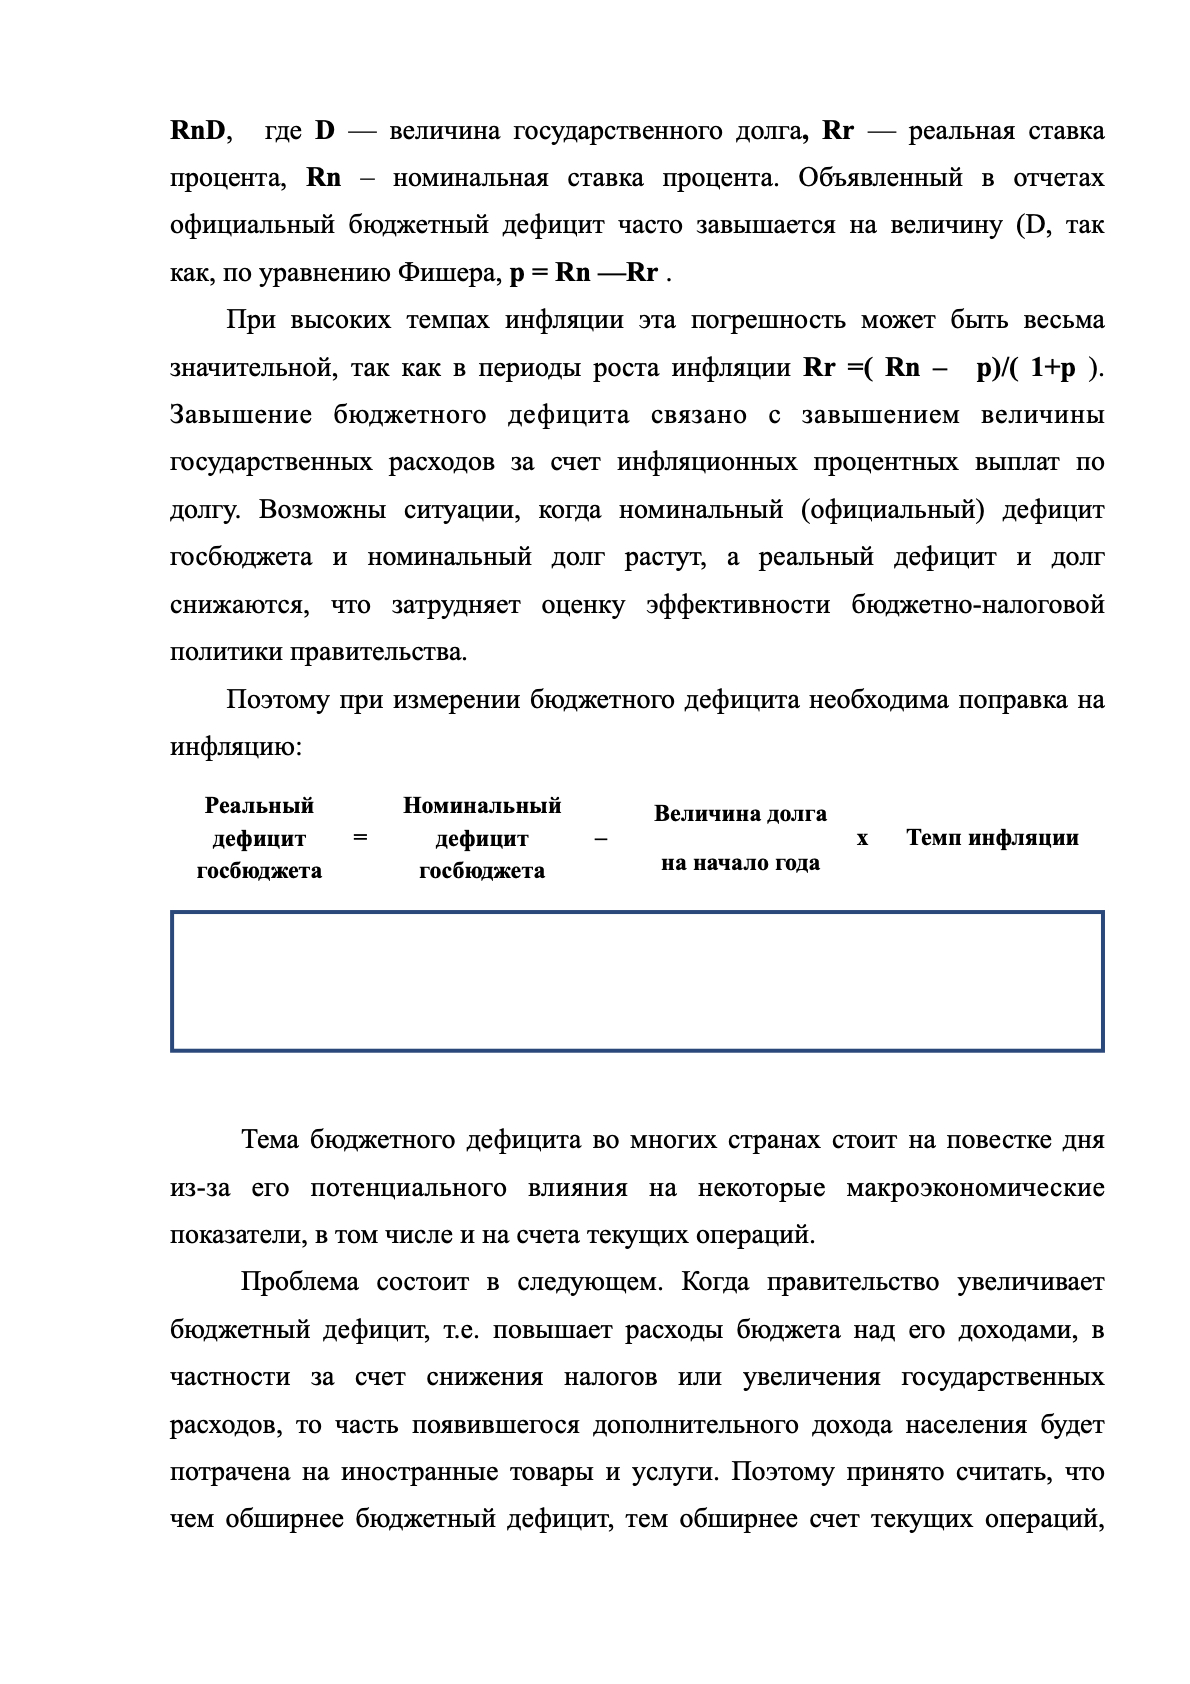 RnD, где D — величина государственного долга, Rr — реальная ставка
процента, Rn – номинальная ставка процента. Объявленный в отчетах
официальный бюджетный дефицит часто завышается на величину (D, так
как, по уравнению Фишера, p = Rn —Rr .
При высоких темпах инфляции эта погрешность может быть весьма
значительной, так как в периоды роста инфляции Rr =( Rn – p)/( 1+p ).
Завышение бюджетного дефицита связано с завышением величины
государственных расходов за счет инфляционных процентных выплат по
долгу. Возможны ситуации, когда номинальный (официальный) дефицит
госбюджета и номинальный долг растут, а реальный дефицит и долг
снижаются, что затрудняет оценку эффективности бюджетно-налоговой
политики правительства.
Поэтому при измерении бюджетного дефицита необходима поправка на
инфляцию:
Реальный
дефицит
госбюджета
=
Номинальный
дефицит
госбюджета
–
Величина долга
на начало года
x
Темп инфляции
Тема бюджетного дефицита во многих странах стоит на повестке дня
из-за его потенциального влияния на некоторые макроэкономические
показатели, в том числе и на счета текущих операций.
Проблема состоит в следующем. Когда правительство увеличивает
бюджетный дефицит, т.е. повышает расходы бюджета над его доходами, в
частности за счет снижения налогов или увеличения государственных
расходов, то часть появившегося дополнительного дохода населения будет
потрачена на иностранные товары и услуги. Поэтому принято считать, что
чем обширнее бюджетный дефицит, тем обширнее счет текущих операций,